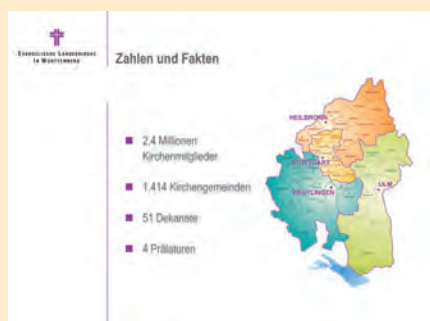 EVANGELISCHE LANDESKIRCHE
IN WÜRTTEMBERG
Zahlen und Fakten
2,4 Millionen
Kirchenmitglieder
1.414 Kirchengemeinden
51 Dekanate
4 Prälaturen
HEILBRONN
STUTTGART
REUTLINGEN
ULM